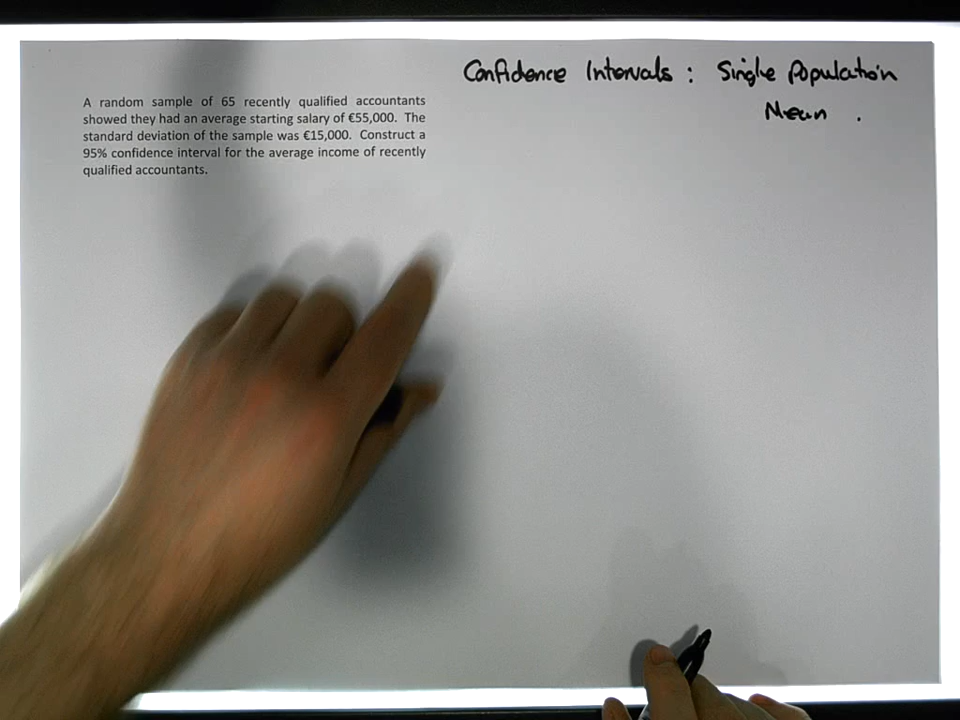 Confidence Intervals : Single Population
Mean .
A random sample of 65 recently qualified accountants
showed they had an average starting salary of €55,000. The
standard deviation of the sample was €15,000. Construct a
95% confidence interval for the average income of recently
qualified accountants.